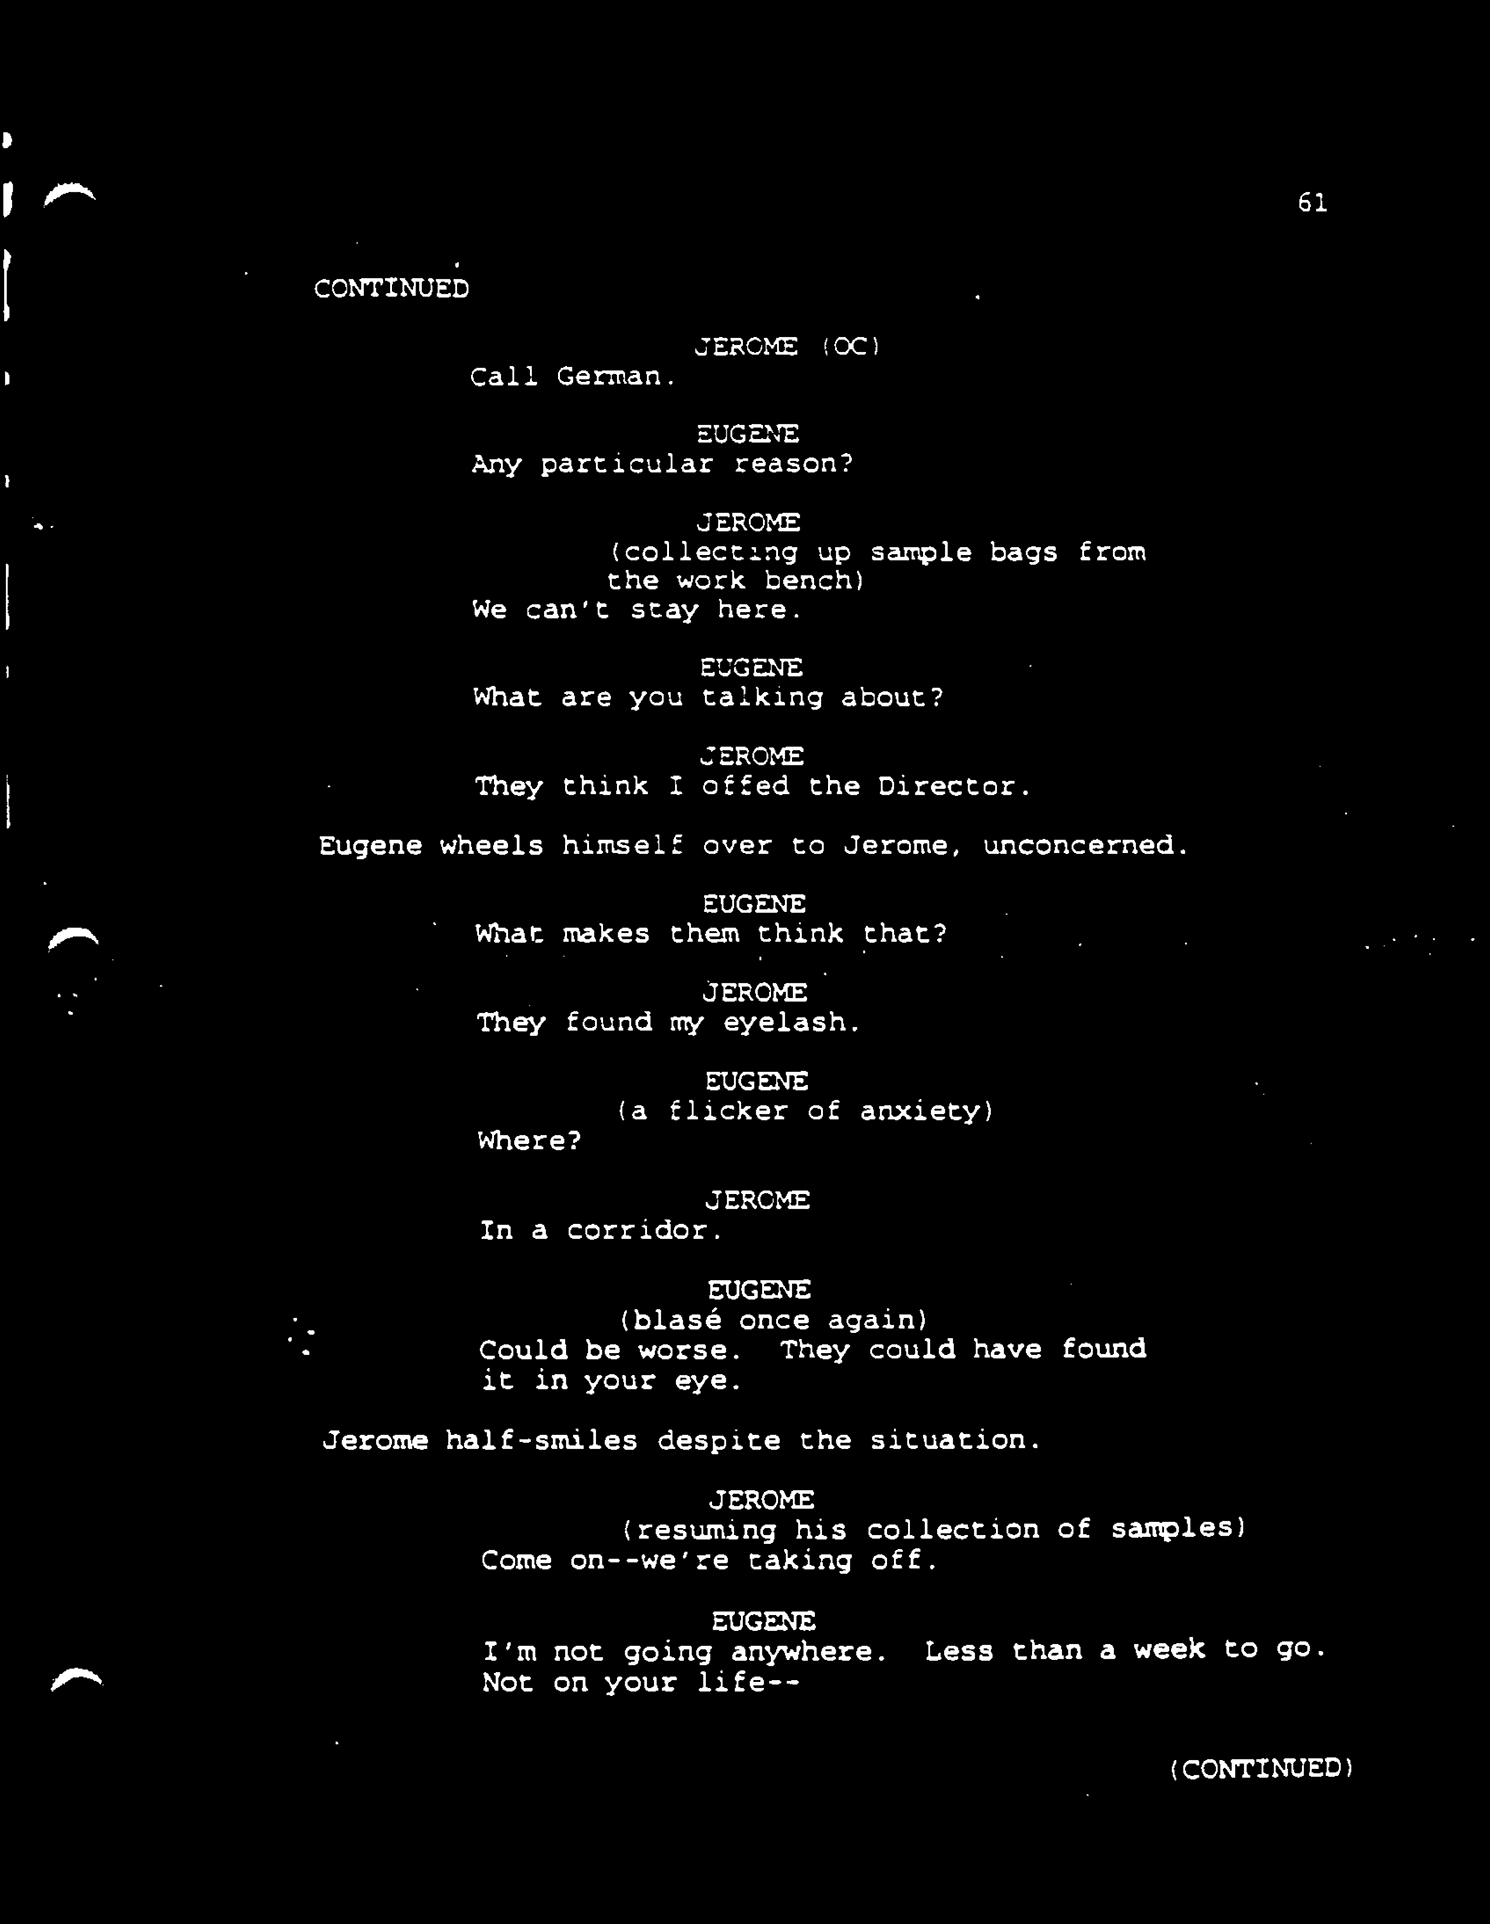 61
CONTINUED
JEROME (OC)
Call German.
EUGENE
Any particular reason?
JEROME
(collecting up sample bags from
the work bench)
We can't stay here.
EUGENE
What are you talking about?
JEROME
They think I offed the Director.
Eugene wheels himself over to Jerome, unconcerned.
EUGENE
What makes them think that?
JEROME
They found my eyelash.
EUGENE
(a flicker of anxiety)
Where?
JEROME
In a corridor.
EUGENE
(blasé once again)
Could be worse. They could have found
it in your eye.
Jerome half-smiles despite the situation.
JEROME
(resuming his collection of samples)
Come on--we're taking off.
EUGENE
I'm not going anywhere. Less than a week to go.
Not on your life--
(CONTINUED)